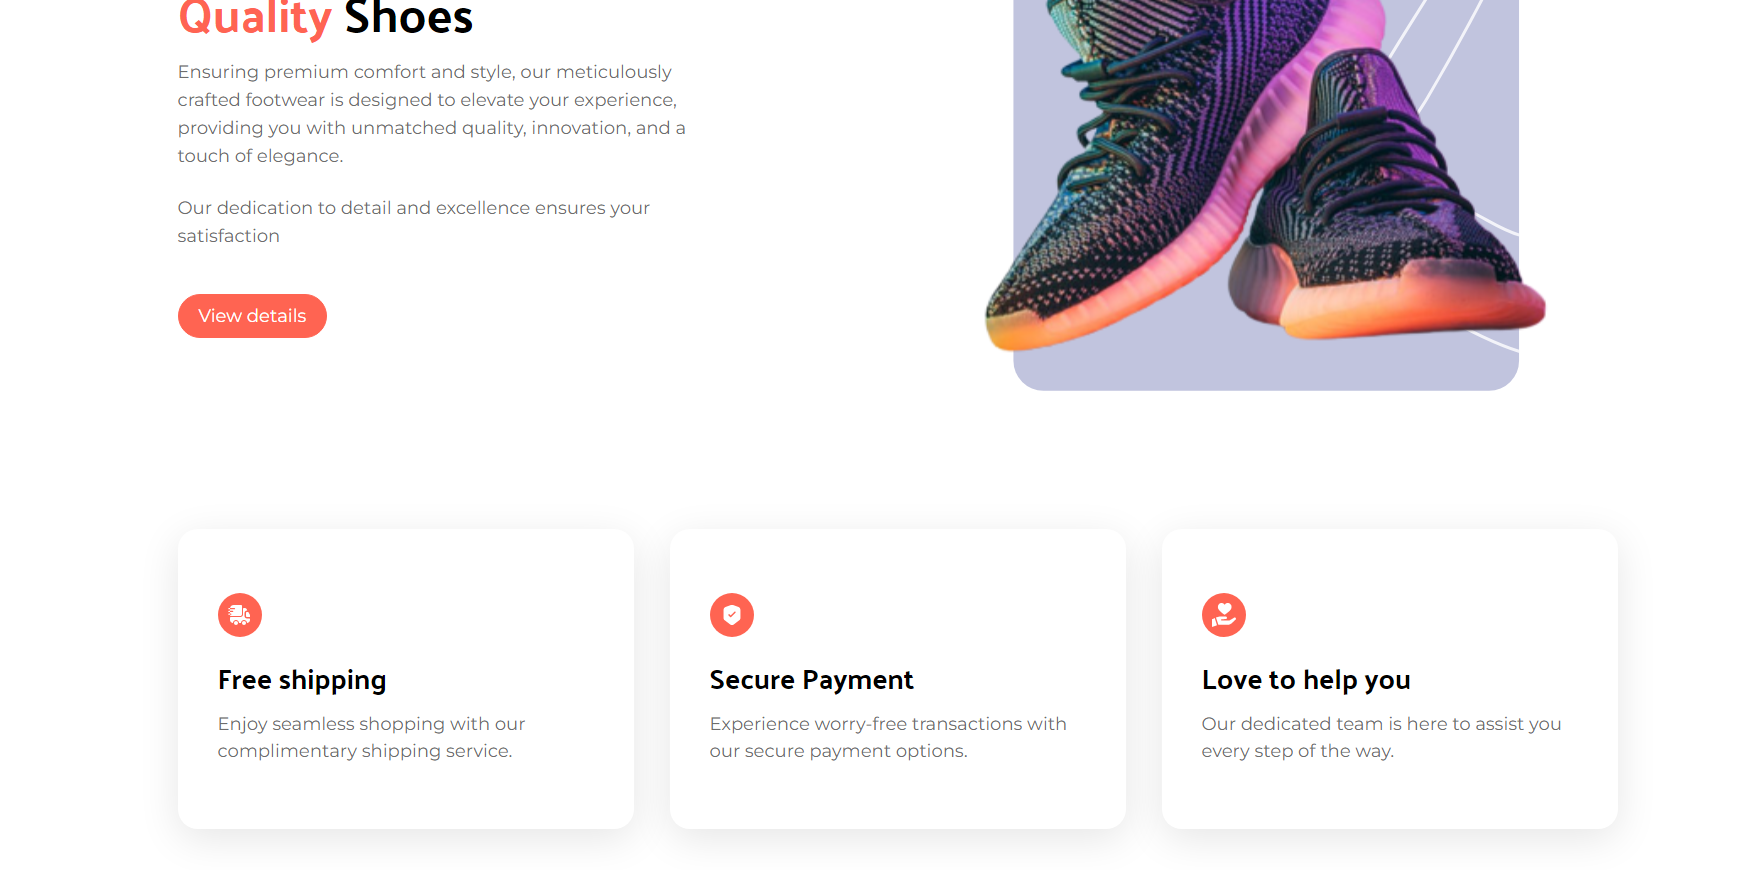 Quality Shoes
Ensuring premium comfort and style, our meticulously
crafted footwear is designed to elevate your experience,
providing you with unmatched quality, innovation, and a
touch of elegance.
Our dedication to detail and excellence ensures your
satisfaction
View details
Free shipping
Enjoy seamless shopping with our
complimentary shipping service.
Secure Payment
Experience worry-free transactions with
our secure payment options.
Love to help you
Our dedicated team is here to assist you
every step of the way.